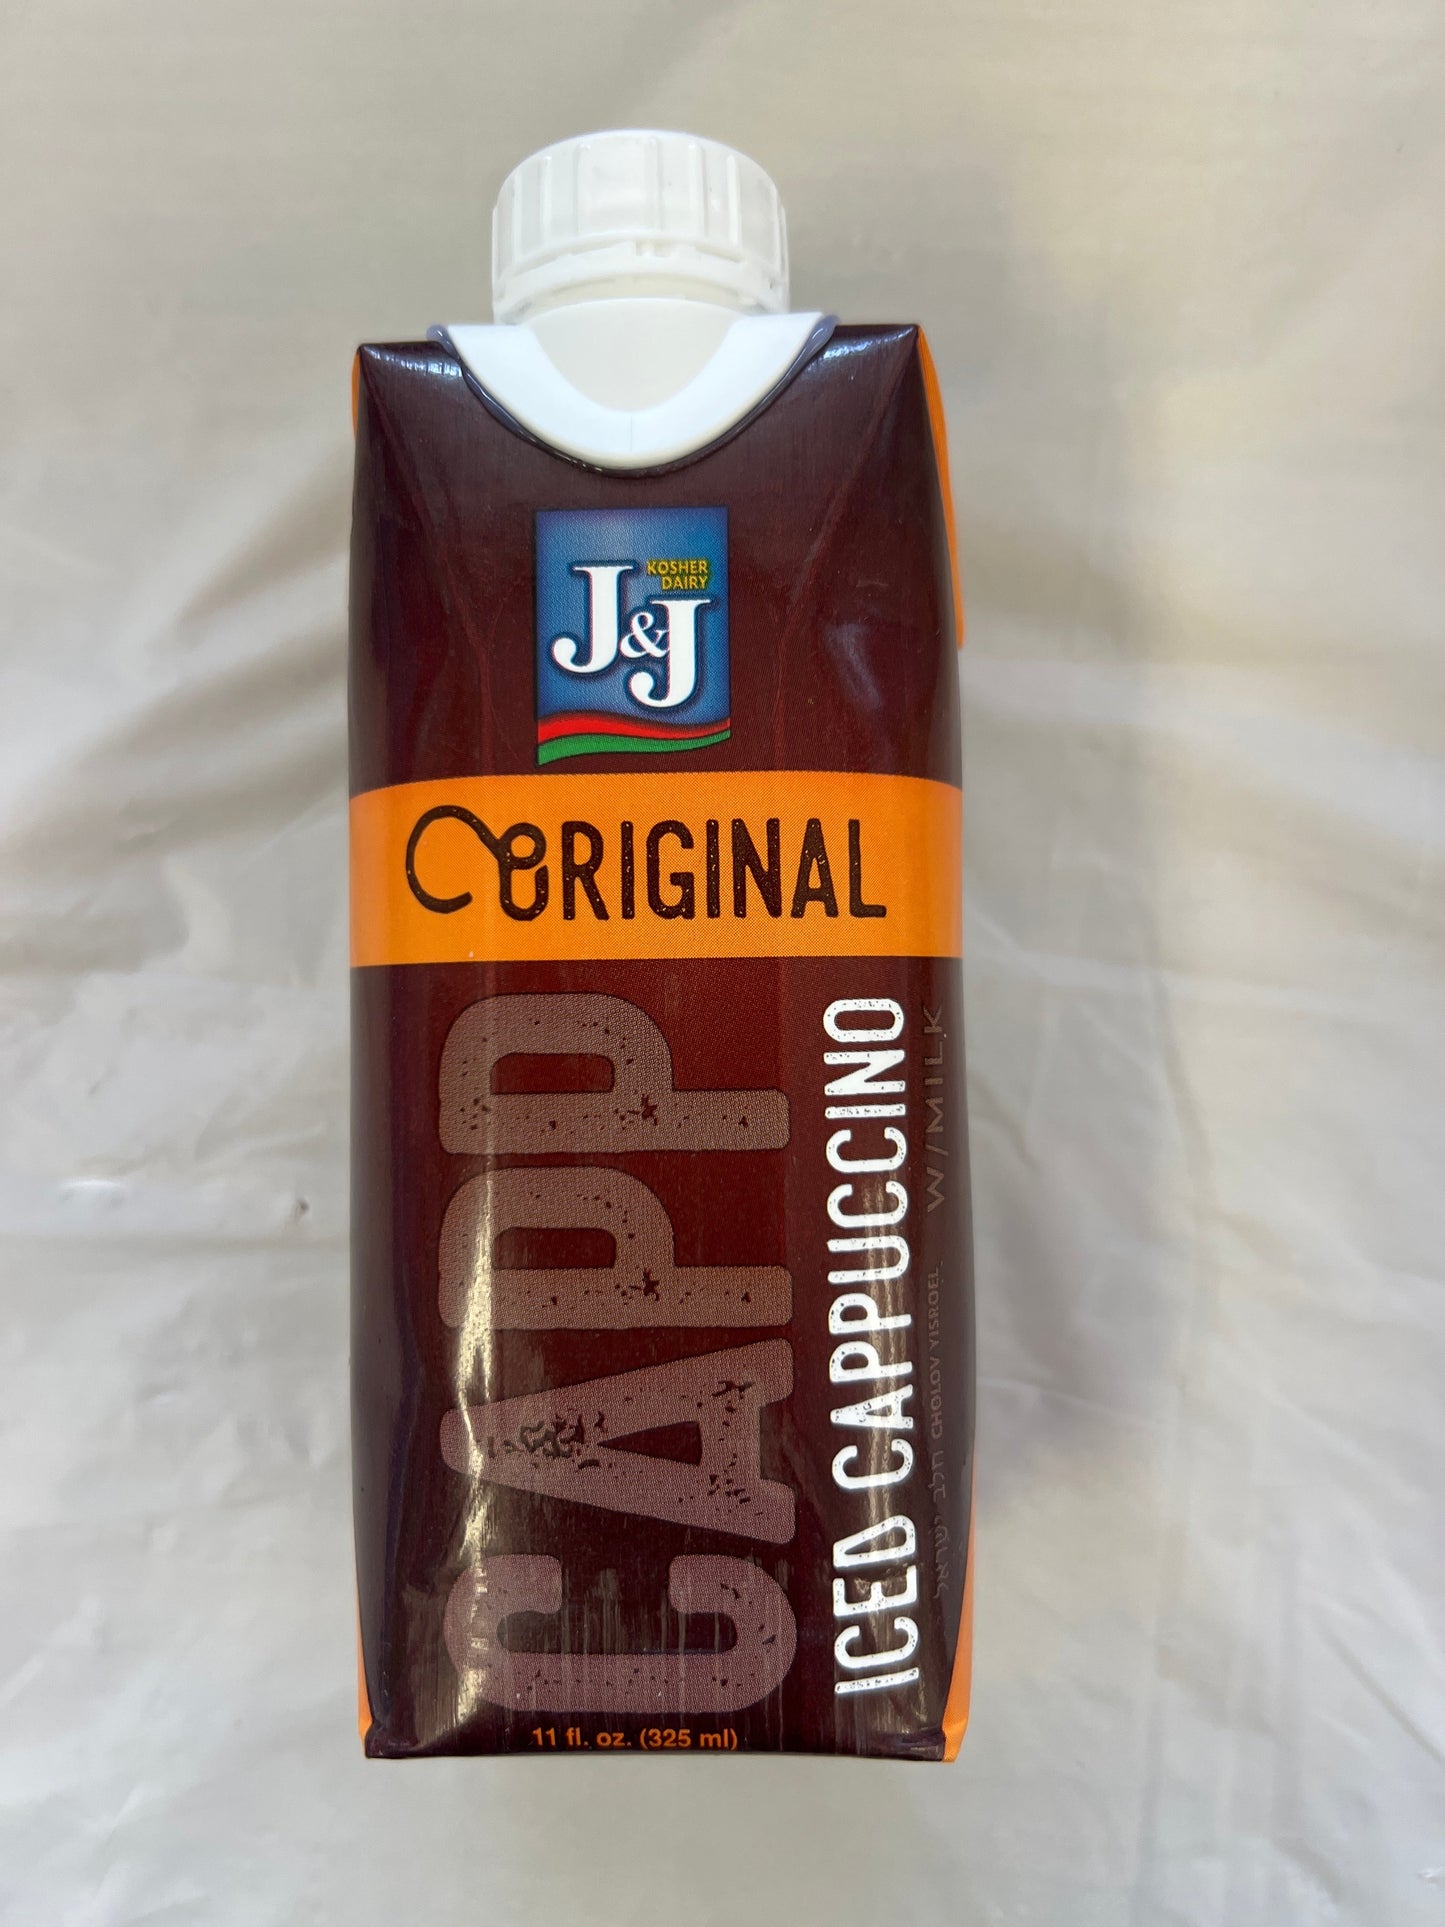 KOSHER
DAIRY
J&J
ORIGINAL
CAPP
ICED CAPPUCCINO
W/MILK
חלב ישראל CHOLOV YISROEL
11 fl. oz. (325 ml)